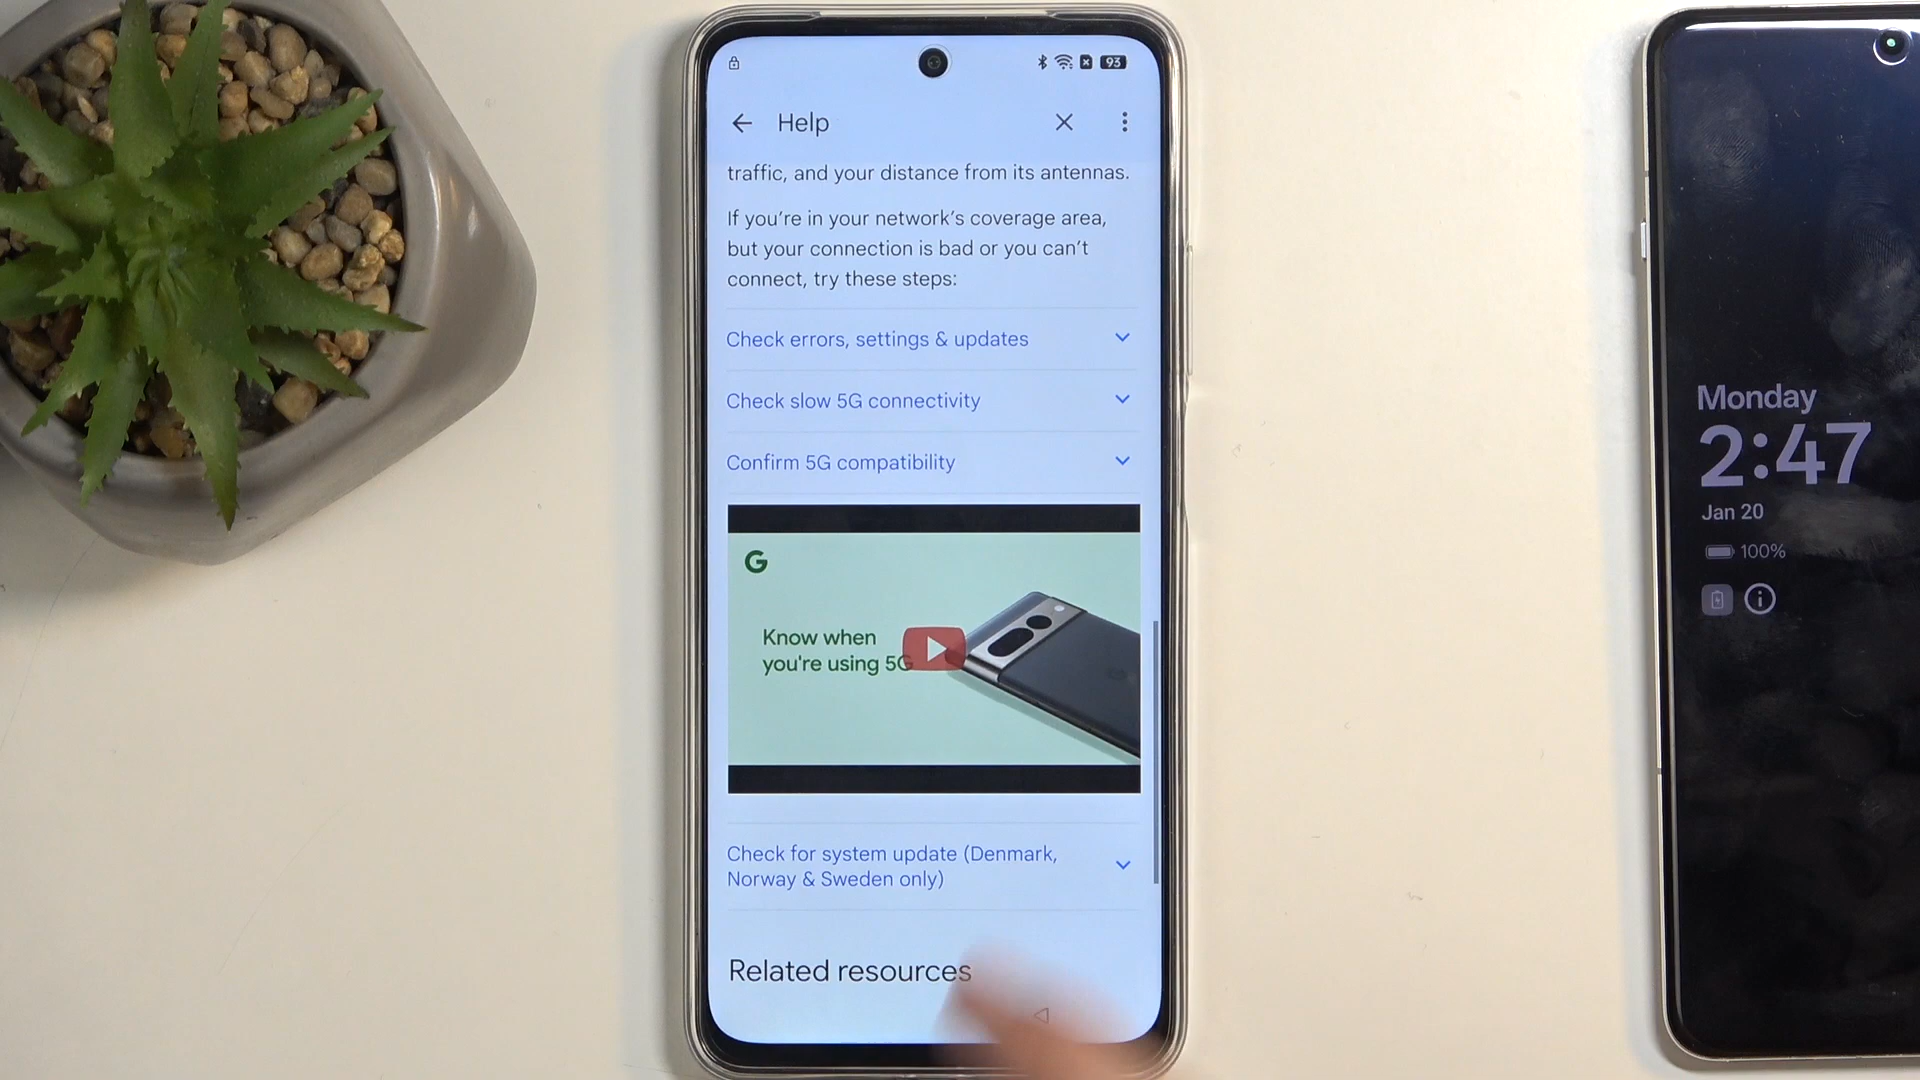 93
Help
traffic, and your distance from its antennas.
If you're in your network's coverage area,
but your connection is bad or you can't
connect, try these steps:
Check errors, settings & updates
Check slow 5G connectivity
Confirm 5G compatibility
G
Know when
you're using 5G
Check for system update (Denmark,
Norway & Sweden only)
Related resources
Monday
2:47
Jan 20
100%